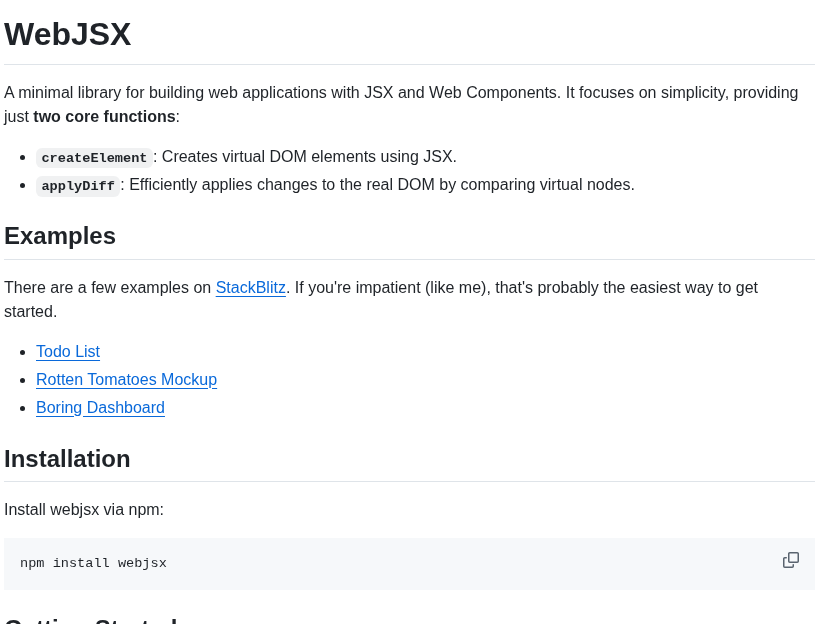 WebJSX
A minimal library for building web applications with JSX and Web Components. It focuses on simplicity, providing
just two core functions:
createElement: Creates virtual DOM elements using JSX.
applyDiff: Efficiently applies changes to the real DOM by comparing virtual nodes.
Examples
There are a few examples on StackBlitz. If you're impatient (like me), that's probably the easiest way to get
started.
Todo List
Rotten Tomatoes Mockup
Boring Dashboard
Installation
Install webjsx via npm:
npm install webjsx
Getting Started